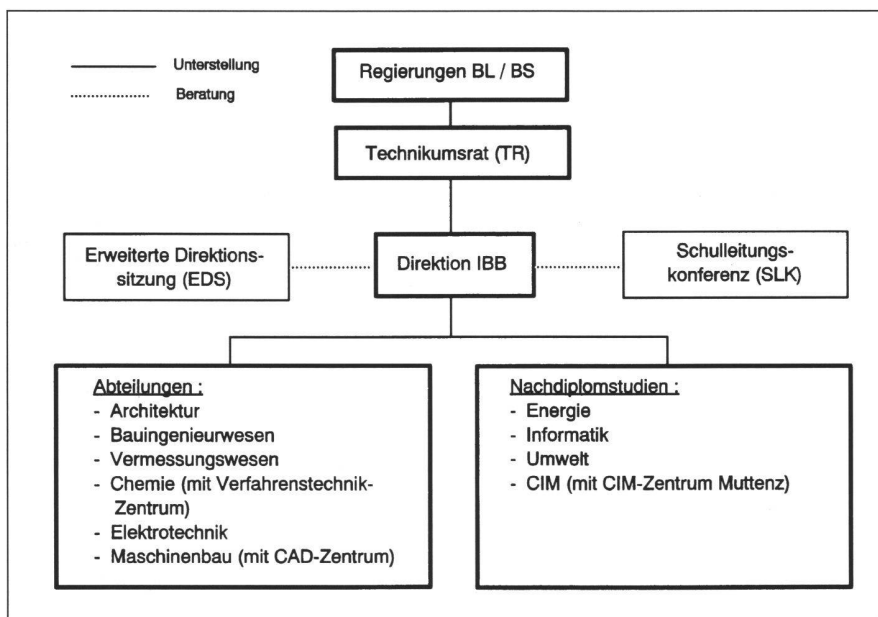 Unterstellung
Beratung
Regierungen BL / BS
Technikumsrat (TR)
Erweiterte Direktions-
sitzung (EDS)
Direktion IBB
Schulleitungs-
konferenz (SLK)
Abteilungen :
- Architektur
- Bauingenieurwesen
- Vermessungswesen
- Chemie (mit Verfahrenstechnik-
Zentrum)
- Elektrotechnik
- Maschinenbau (mit CAD-Zentrum)
Nachdiplomstudien :
- Energie
- Informatik
- Umwelt
- CIM (mit CIM-Zentrum Muttenz)